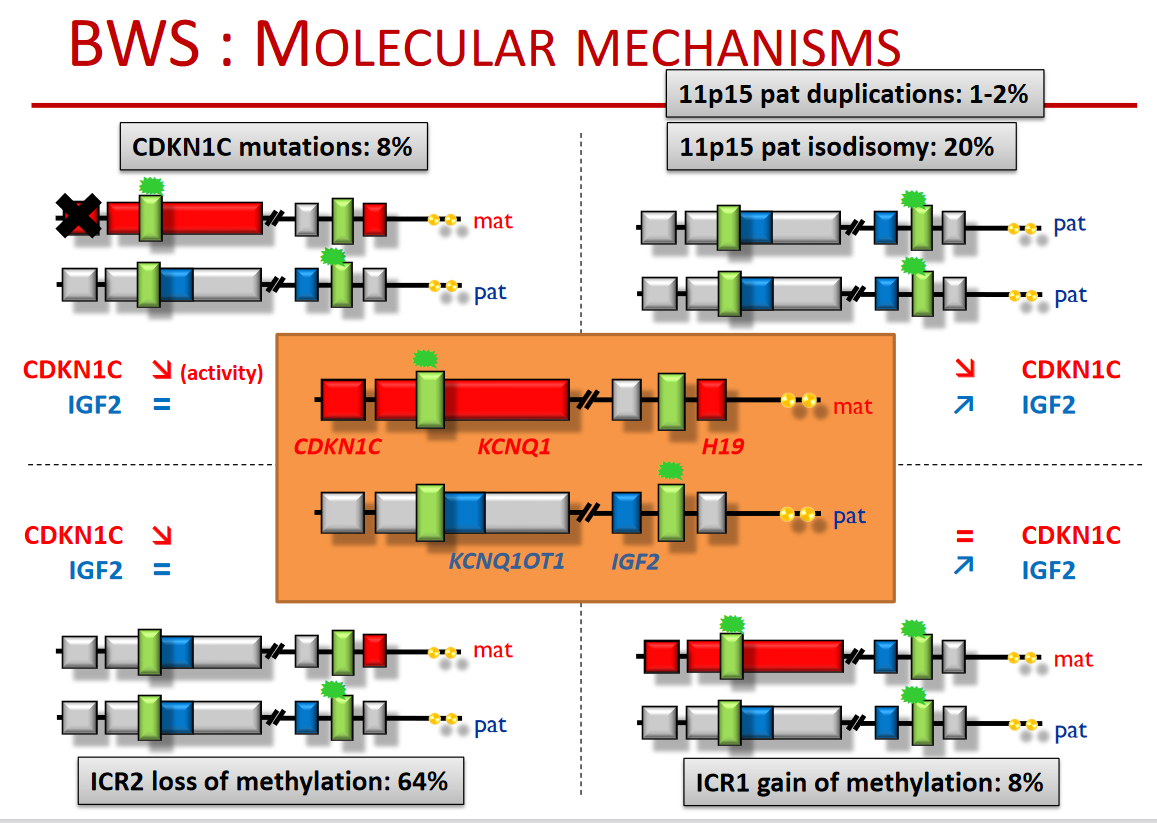 BWS : MOLECULAR MECHANISMS
11p15 pat duplications: 1-2%
CDKN1C mutations: 8%
11p15 pat isodisomy: 20%
mat
pat
pat
pat
CDKN1C ↘ (activity)
IGF2 =
↘ CDKN1C
↗ IGF2
mat
CDKN1C KCNQ1 H19
pat
KCNQ1OT1 IGF2
CDKN1C ↘
IGF2 =
= CDKN1C
↗ IGF2
mat
pat
mat
pat
ICR2 loss of methylation: 64%
ICR1 gain of methylation: 8%